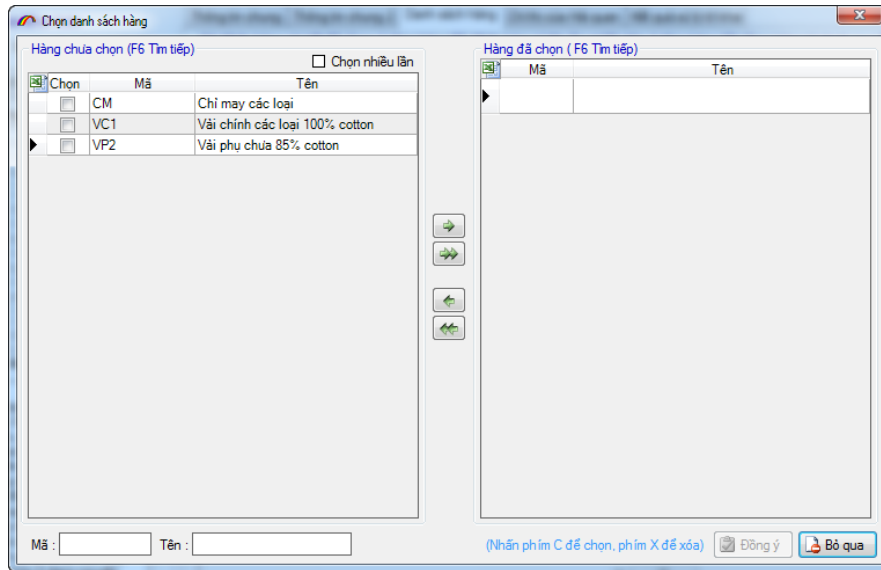 Chọn danh sách hàng
Hàng chưa chọn (F6 Tìm tiếp)
Chọn nhiều lần
Chọn Mã Tên
CM Chỉ may các loại
VC1 Vải chính các loại 100% cotton
VP2 Vải phụ chưa 85% cotton
Hàng đã chọn ( F6 Tìm tiếp)
Mã Tên
Mã : Tên :
(Nhấn phím C để chọn, phím X để xóa) Đồng ý Bỏ qua